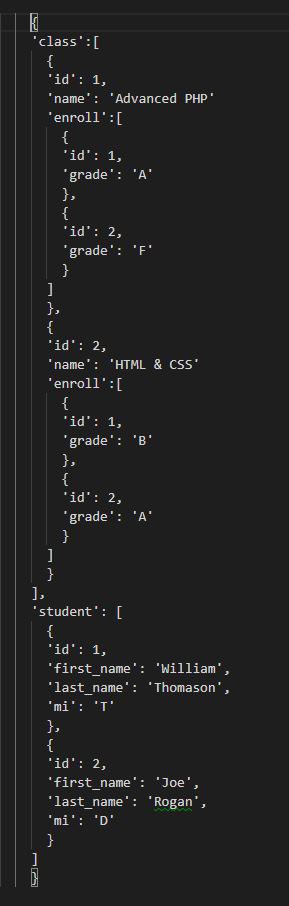 {
'class':[
{
'id': 1,
'name': 'Advanced PHP'
'enroll':[
{
'id': 1,
'grade': 'A'
},
{
'id': 2,
'grade': 'F'
}
]
},
{
'id': 2,
'name': 'HTML & CSS'
'enroll':[
{
'id': 1,
'grade': 'B'
},
{
'id': 2,
'grade': 'A'
}
]
}
],
'student': [
{
'id': 1,
'first_name': 'William',
'last_name': 'Thomason',
'mi': 'T'
},
{
'id': 2,
'first_name': 'Joe',
'last_name': 'Rogan',
'mi': 'D'
}
]
}